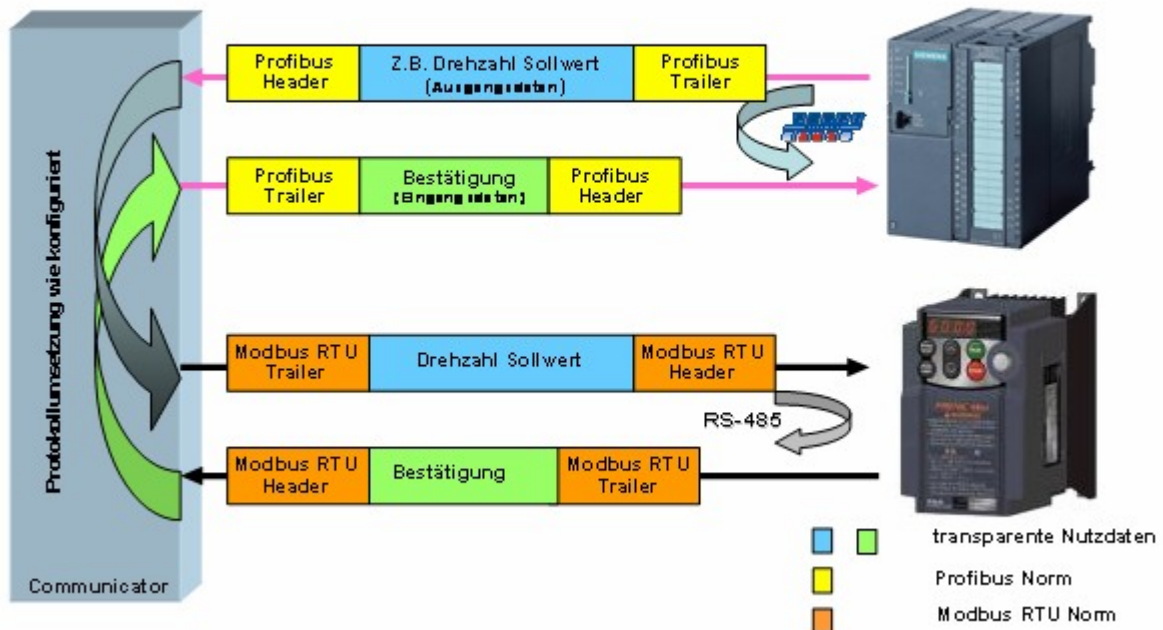 Profibus
Header
Z.B. Drehzahl Sollwert
(Ausgangsdaten)
Profibus
Trailer
SIEMENS
Profibus
Trailer
Bestätigung
(Eingangsdaten)
Profibus
Header
Protokollumsetzung wie konfiguriert
Modbus RTU
Trailer
Drehzahl Sollwert
Modbus RTU
Header
RS-485
Modbus RTU
Header
Bestätigung
Modbus RTU
Trailer
Communicator
transparente Nutzdaten
Profibus Norm
Modbus RTU Norm